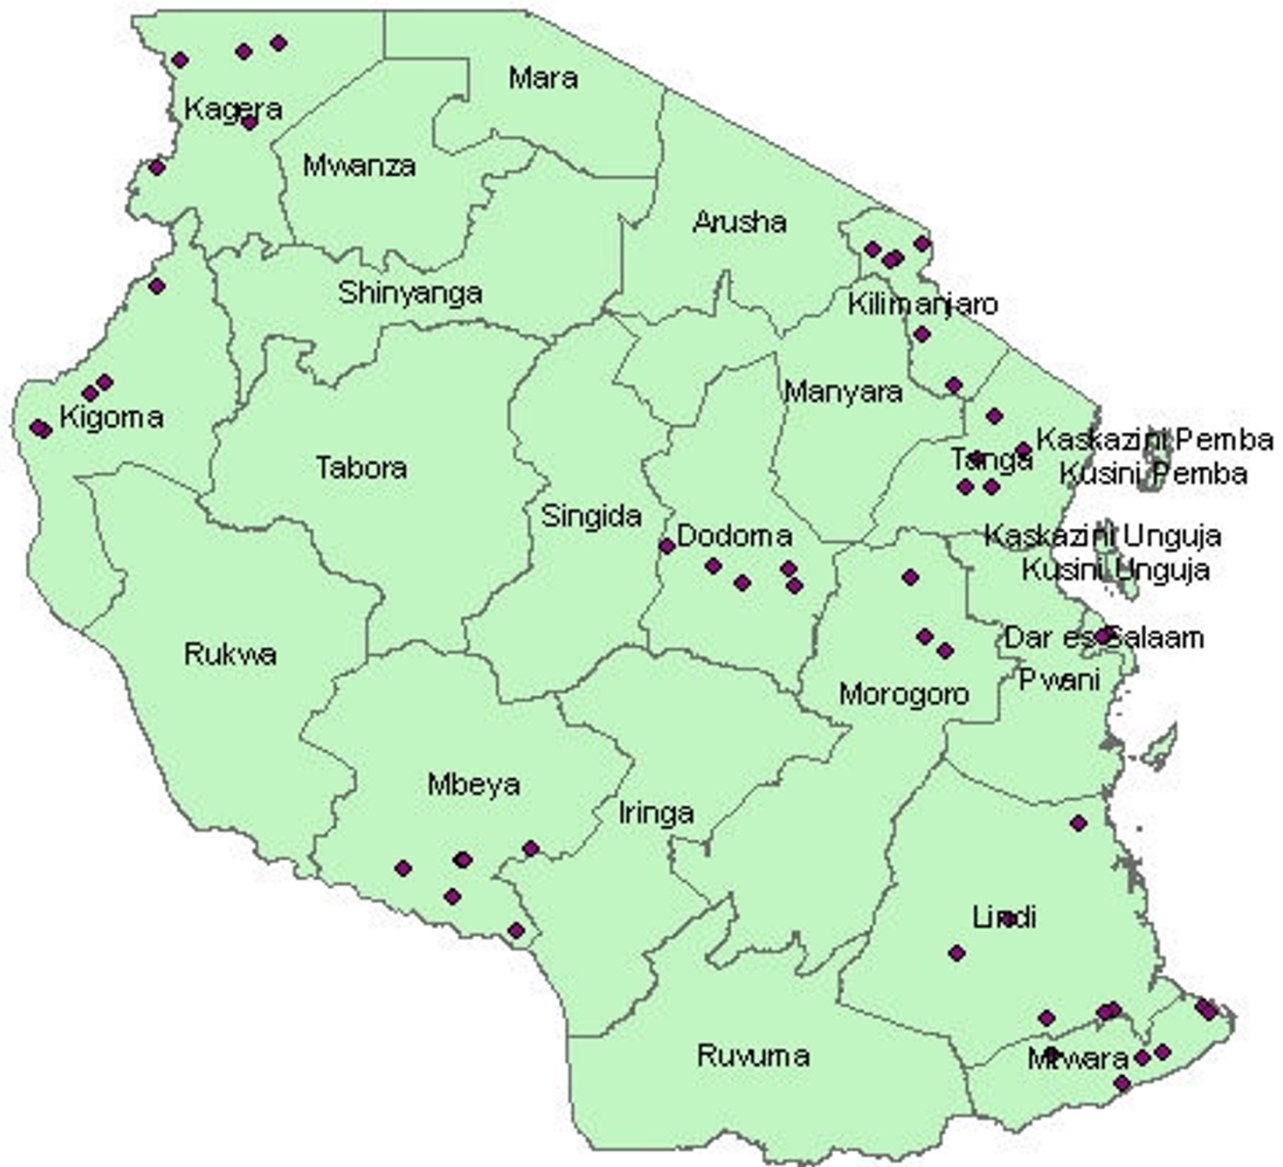 Mara
Kagera
Mwanza
Arusha
Shinyanga
Kilimanjaro
Manyara
Kigoma
Kaskazini Pemba
Tanga
Tabora
Kusini Pemba
Singida
Dodoma
Kaskazini Unguja
Kusini Unguja
Dar es Salaam
Rukwa
Pwani
Morogoro
Mbeya
Iringa
Lindi
Ruvuma
Mtwara